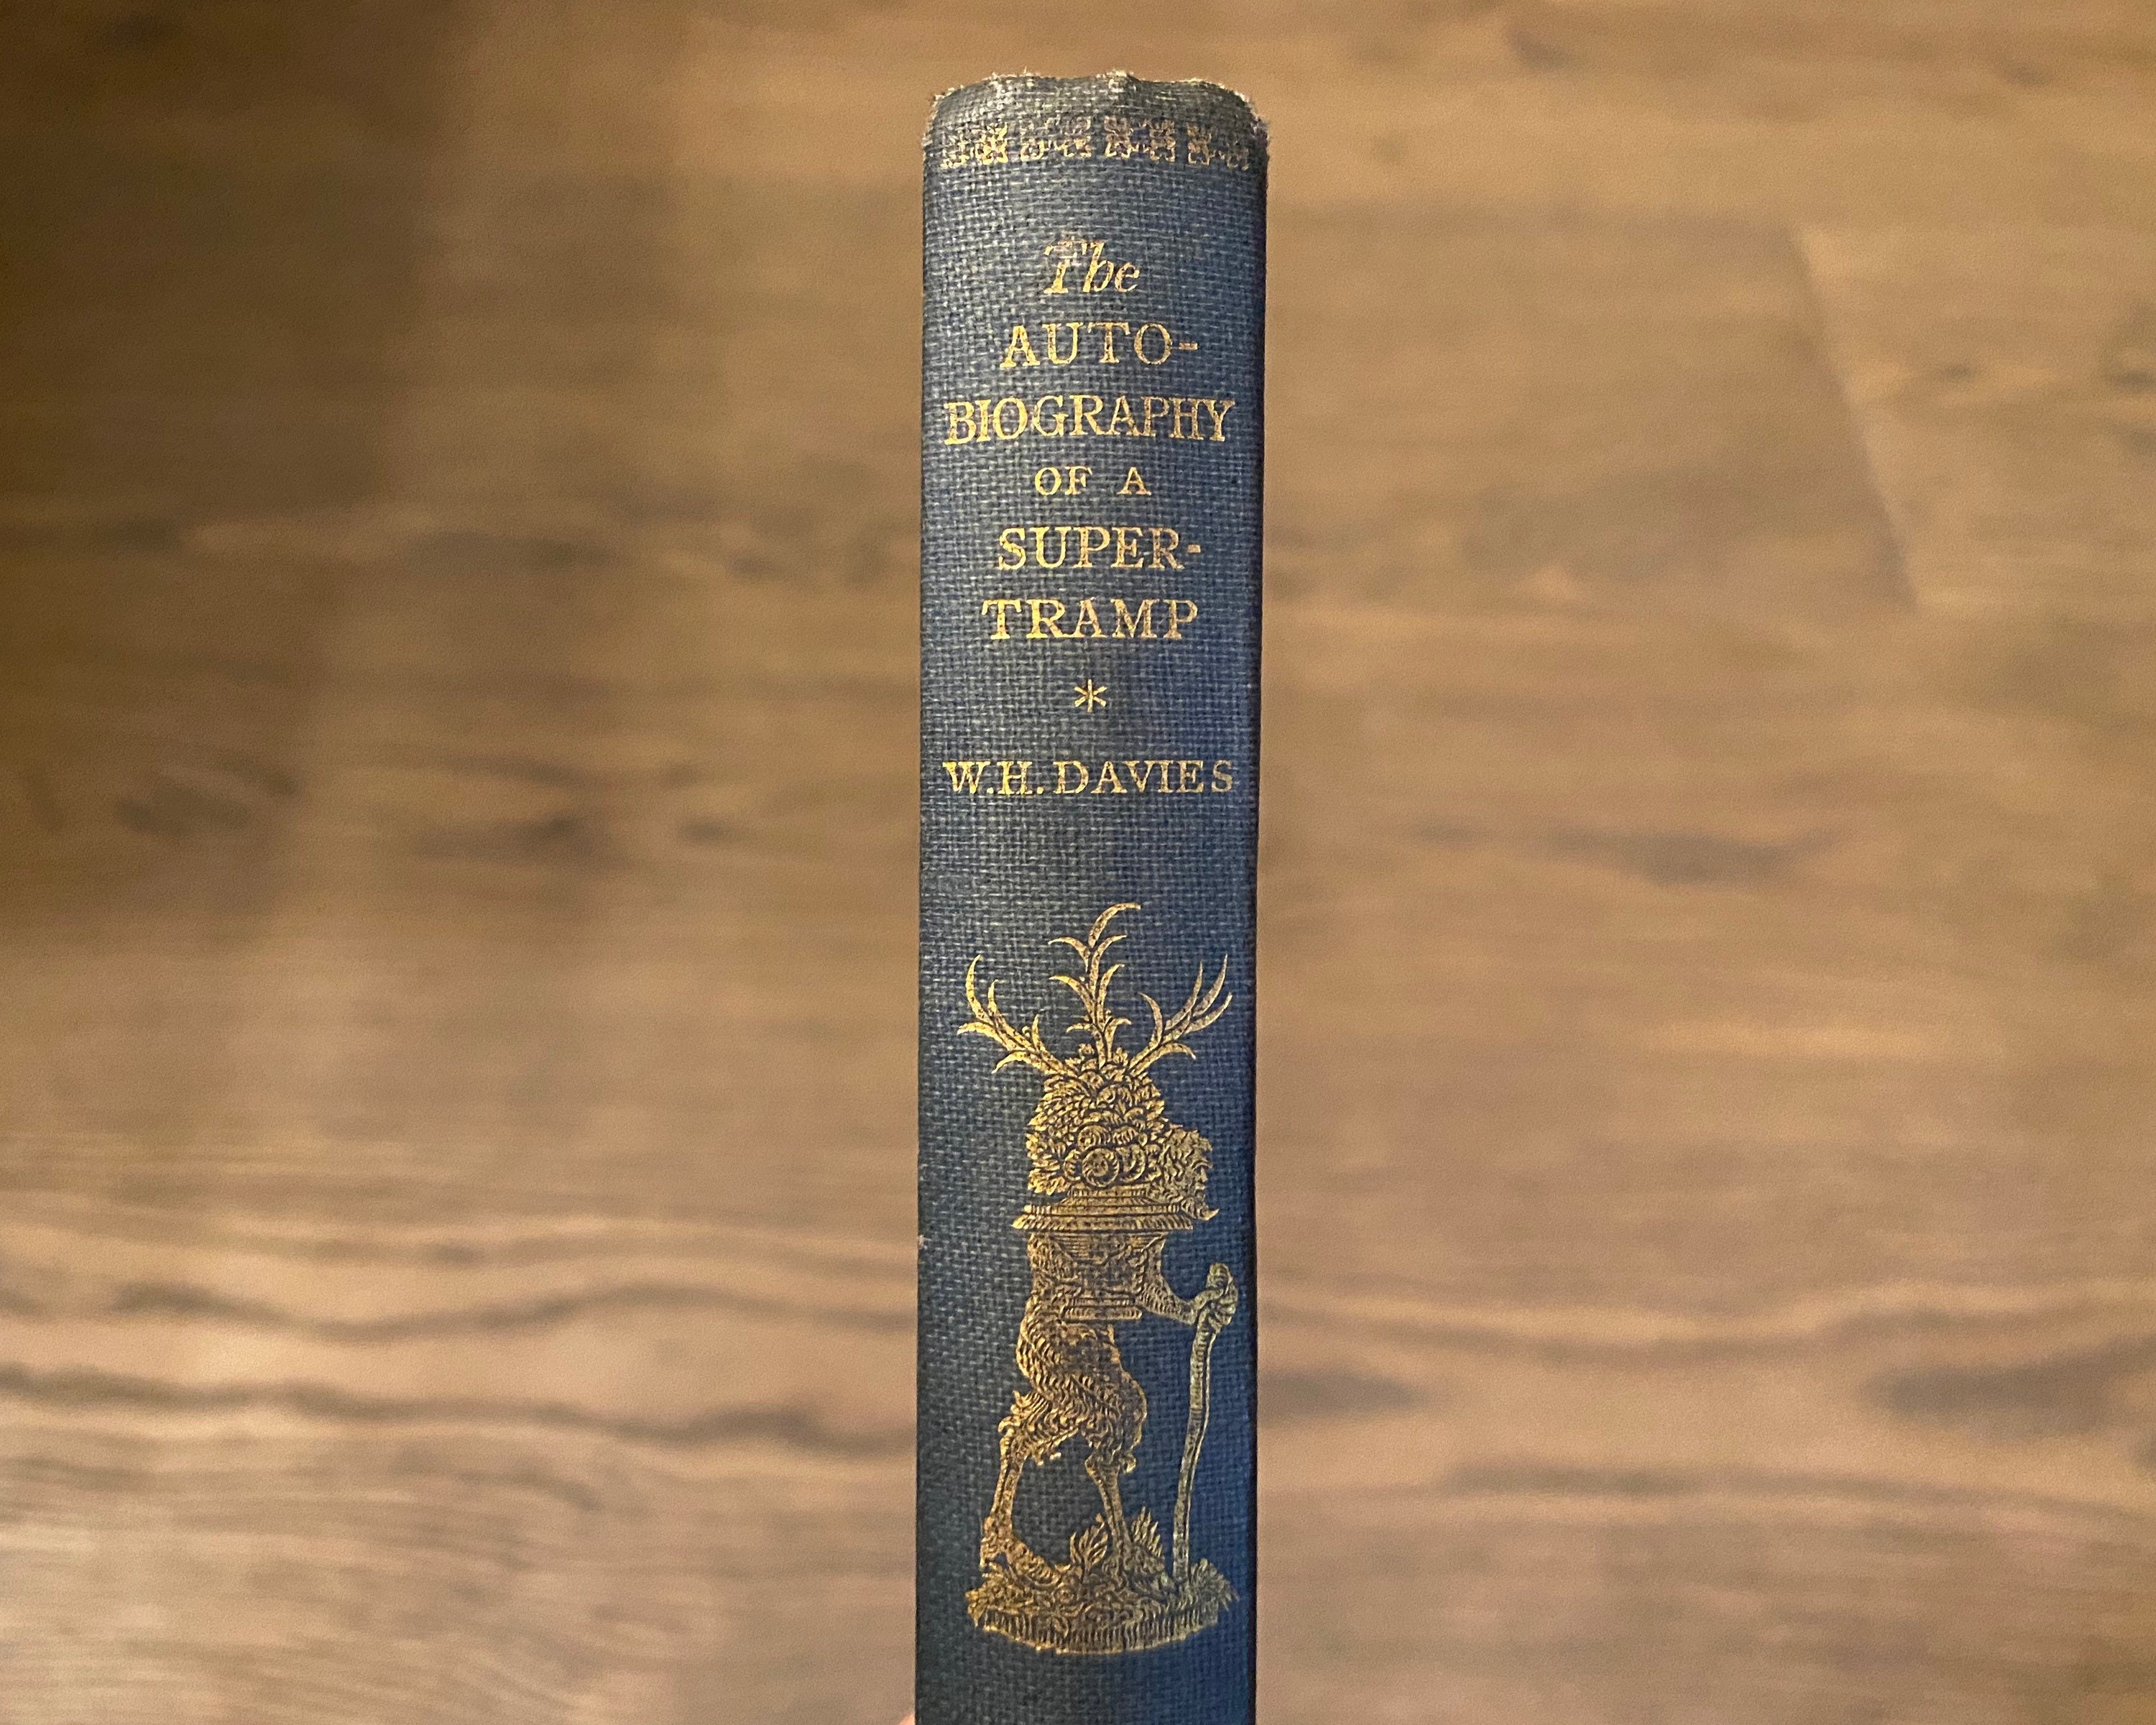 The
AUTO-
BIOGRAPHY
OF A
SUPER-
TRAMP
*
W.H. DAVIES